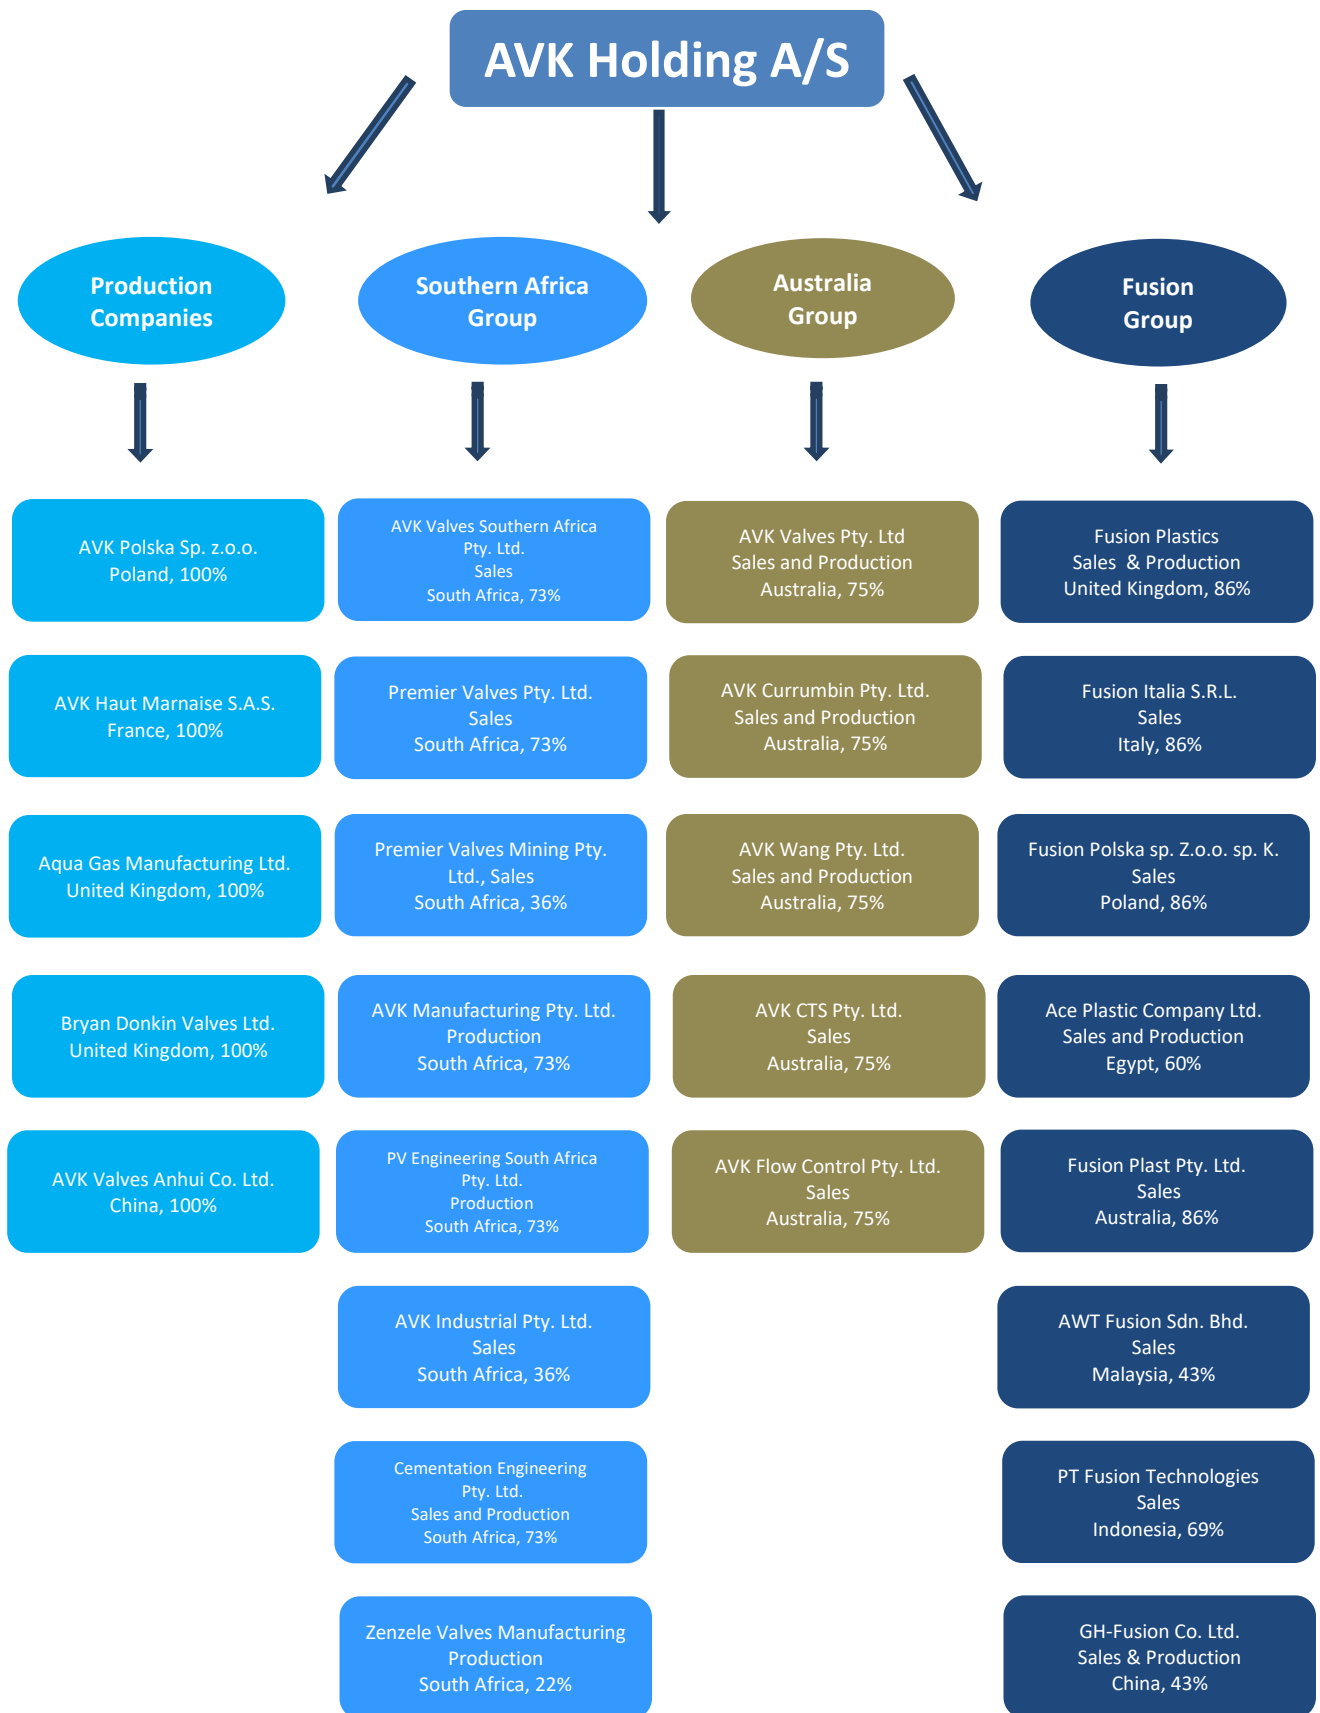 AVK Holding A/S
Production
Companies
Southern Africa
Group
Australia
Group
Fusion
Group
AVK Polska Sp. z.o.o.
Poland, 100%
AVK Haut Marnaise S.A.S.
France, 100%
Aqua Gas Manufacturing Ltd.
United Kingdom, 100%
Bryan Donkin Valves Ltd.
United Kingdom, 100%
AVK Valves Anhui Co. Ltd.
China, 100%
AVK Valves Southern Africa
Pty. Ltd.
Sales
South Africa, 73%
Premier Valves Pty. Ltd.
Sales
South Africa, 73%
Premier Valves Mining Pty.
Ltd., Sales
South Africa, 36%
AVK Manufacturing Pty. Ltd.
Production
South Africa, 73%
PV Engineering South Africa
Pty. Ltd.
Production
South Africa, 73%
AVK Industrial Pty. Ltd.
Sales
South Africa, 36%
Cementation Engineering
Pty. Ltd.
Sales and Production
South Africa, 73%
Zenzele Valves Manufacturing
Production
South Africa, 22%
AVK Valves Pty. Ltd
Sales and Production
Australia, 75%
AVK Currumbin Pty. Ltd.
Sales and Production
Australia, 75%
AVK Wang Pty. Ltd.
Sales and Production
Australia, 75%
AVK CTS Pty. Ltd.
Sales
Australia, 75%
AVK Flow Control Pty. Ltd.
Sales
Australia, 75%
Fusion Plastics
Sales & Production
United Kingdom, 86%
Fusion Italia S.R.L.
Sales
Italy, 86%
Fusion Polska sp. Z.o.o. sp. K.
Sales
Poland, 86%
Ace Plastic Company Ltd.
Sales and Production
Egypt, 60%
Fusion Plast Pty. Ltd.
Sales
Australia, 86%
AWT Fusion Sdn. Bhd.
Sales
Malaysia, 43%
PT Fusion Technologies
Sales
Indonesia, 69%
GH-Fusion Co. Ltd.
Sales & Production
China, 43%